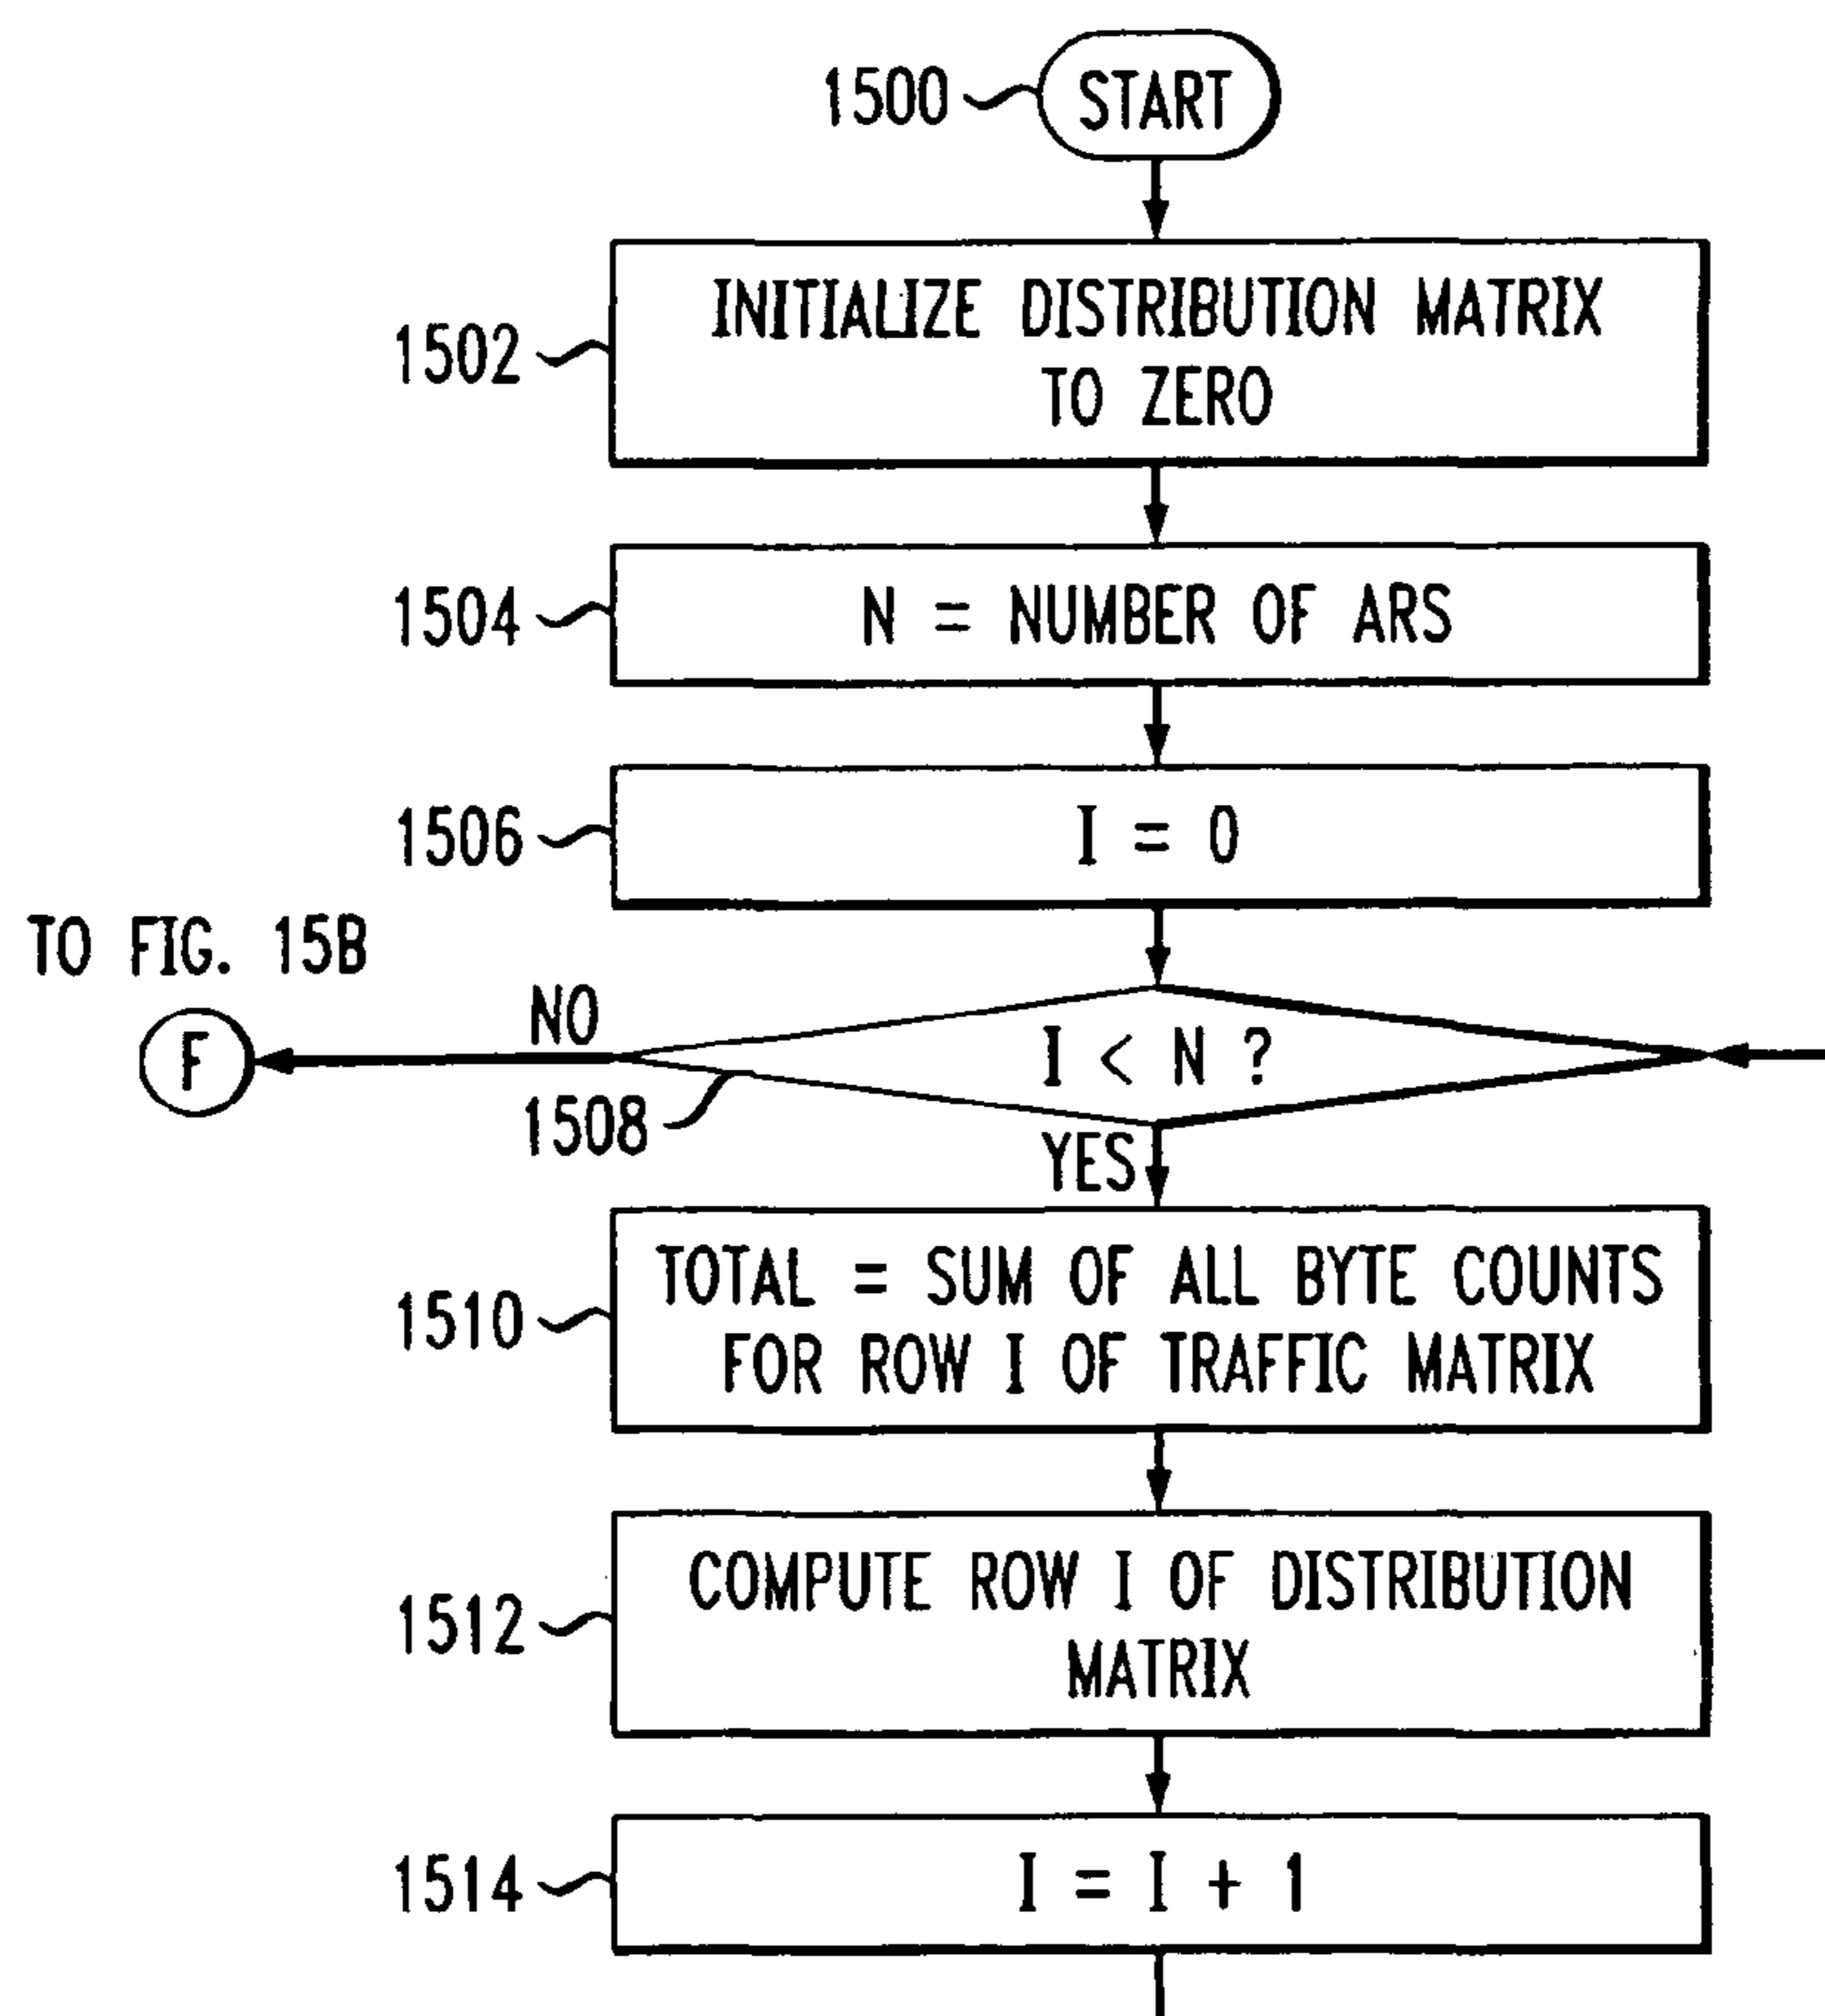 1500
START
1502
INITIALIZE DISTRIBUTION MATRIX
TO ZERO
1504
N = NUMBER OF ARS
1506
I = 0
TO FIG. 15B
F
NO
I < N ?
1508
YES
1510
TOTAL = SUM OF ALL BYTE COUNTS
FOR ROW I OF TRAFFIC MATRIX
1512
COMPUTE ROW I OF DISTRIBUTION
MATRIX
1514
I = I + 1